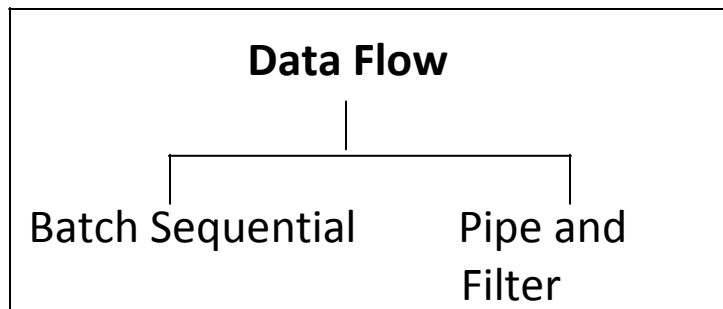 Data Flow
Batch Sequential
Pipe and
Filter